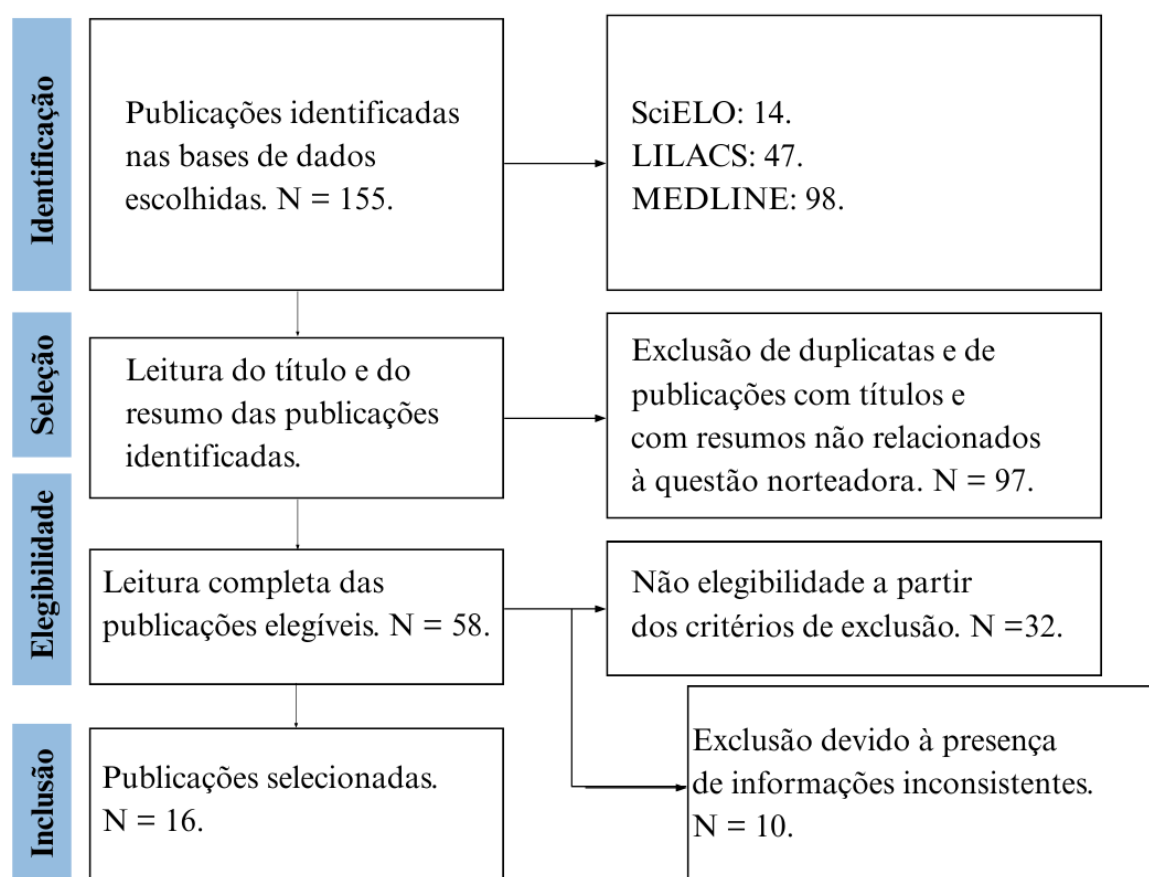 Identificação
Publicações identificadas
nas bases de dados
escolhidas. N = 155.
SciELO: 14.
LILACS: 47.
MEDLINE: 98.
Seleção
Leitura do título e do
resumo das publicações
identificadas.
Exclusão de duplicatas e de
publicações com títulos e
com resumos não relacionados
à questão norteadora. N = 97.
Elegibilidade
Leitura completa das
publicações elegíveis. N = 58.
Não elegibilidade a partir
dos critérios de exclusão. N =32.
Inclusão
Publicações selecionadas.
N = 16.
Exclusão devido à presença
de informações inconsistentes.
N = 10.